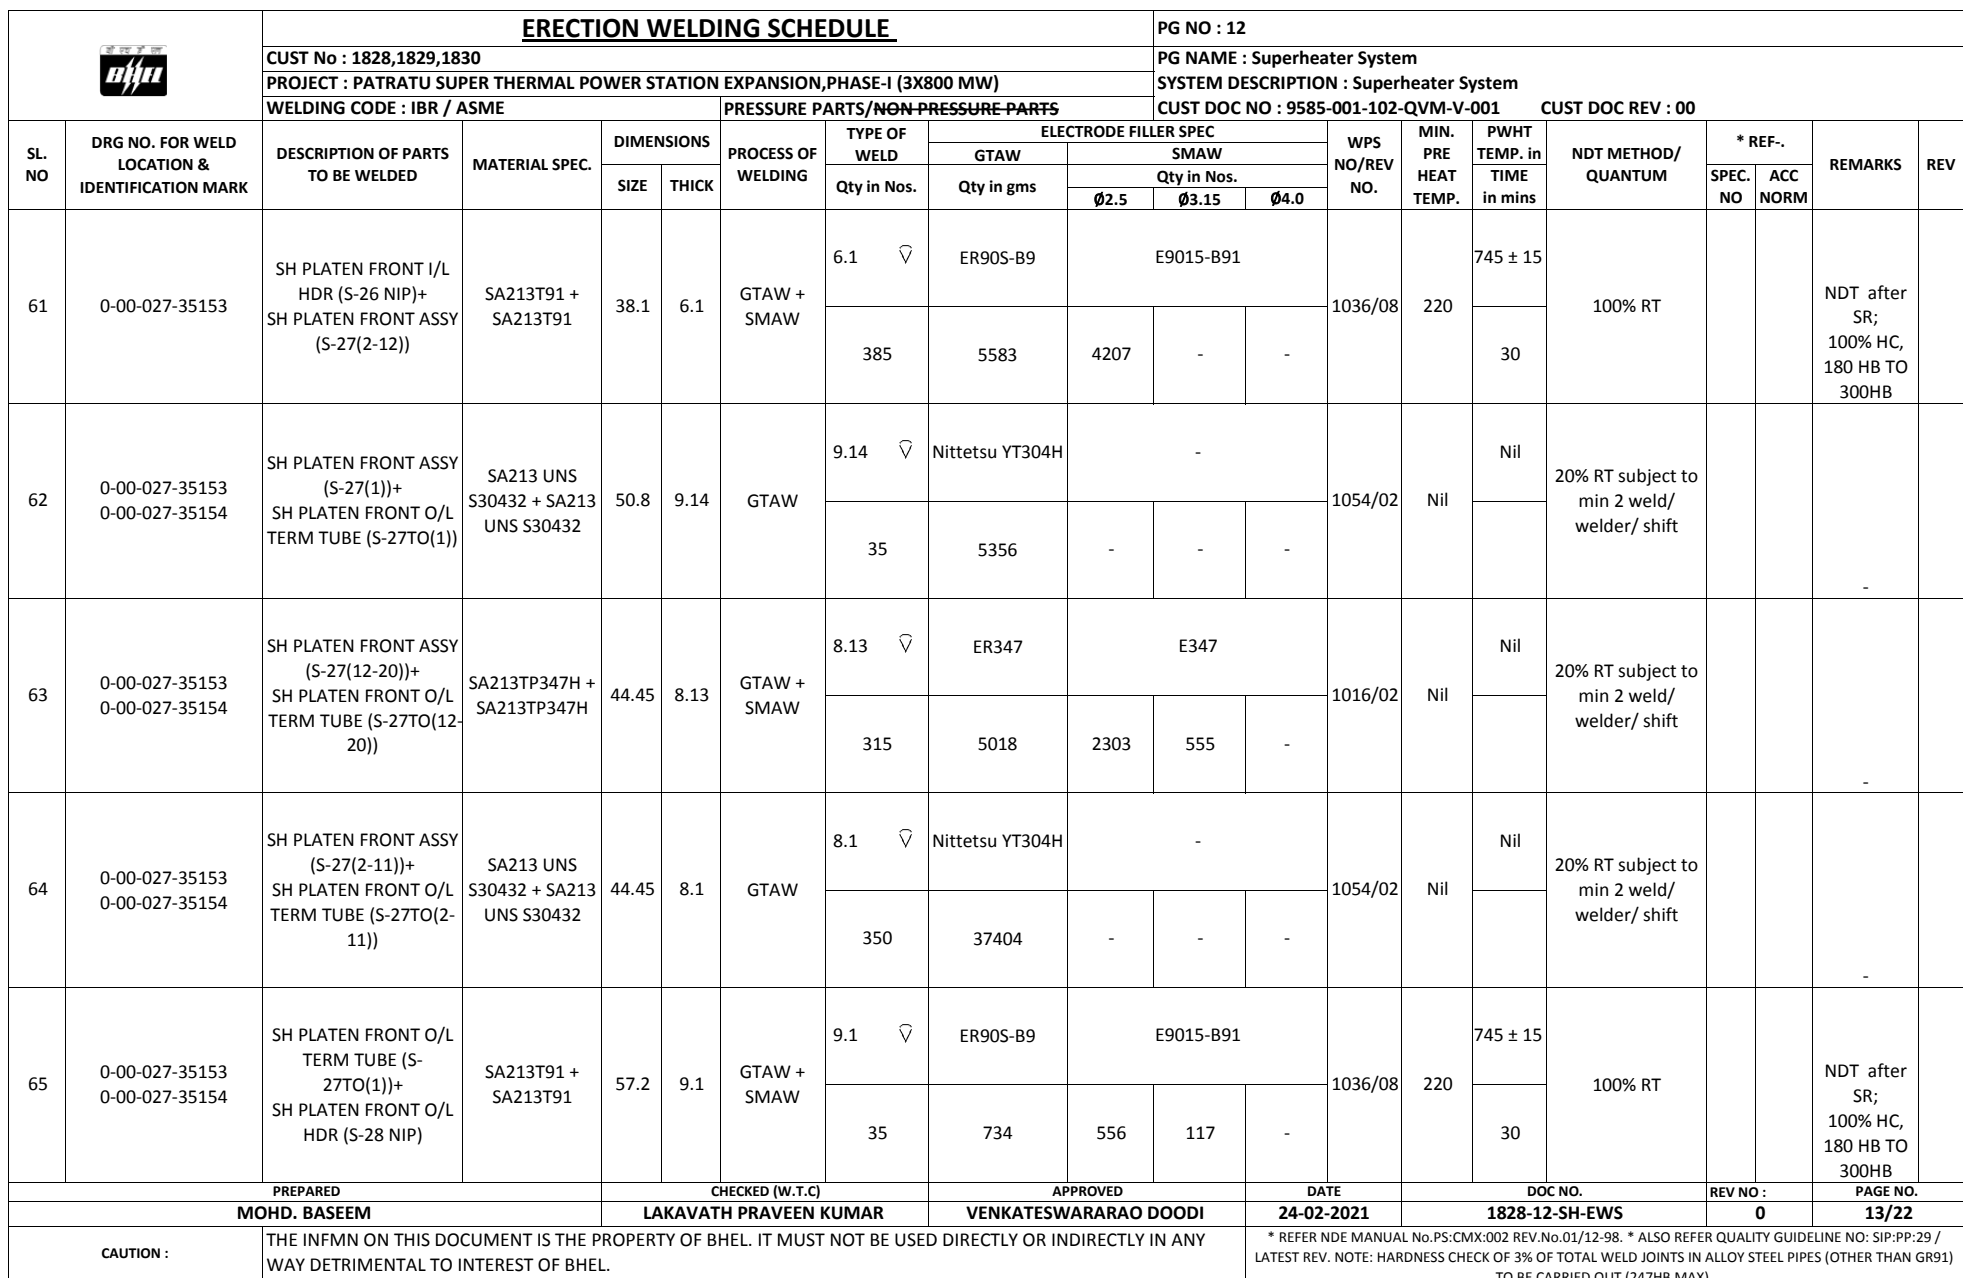 ERECTION WELDING SCHEDULE
PG NO : 12
BHEL
CUST No : 1828,1829,1830
PG NAME : Superheater System
PROJECT : PATRATU SUPER THERMAL POWER STATION EXPANSION,PHASE-I (3X800 MW)
SYSTEM DESCRIPTION : Superheater System
WELDING CODE : IBR / ASME
PRESSURE PARTS/NON PRESSURE PARTS
CUST DOC NO : 9585-001-102-QVM-V-001 CUST DOC REV : 00
SL. NO
DRG NO. FOR WELD
LOCATION &
IDENTIFICATION MARK
DESCRIPTION OF PARTS
TO BE WELDED
MATERIAL SPEC.
DIMENSIONS
SIZE
THICK
PROCESS OF
WELDING
TYPE OF
WELD
Qty in Nos.
ELECTRODE FILLER SPEC
GTAW
Qty in gms
SMAW
Qty in Nos.
Ø2.5
Ø3.15
Ø4.0
WPS
NO/REV
NO.
MIN.
PRE
HEAT
TEMP.
PWHT
TEMP. in
TIME
in mins
NDT METHOD/
QUANTUM
* REF-.
SPEC.
NO
ACC
NORM
REMARKS
REV
61
0-00-027-35153
SH PLATEN FRONT I/L
HDR (S-26 NIP)+
SH PLATEN FRONT ASSY
(S-27(2-12))
SA213T91 +
SA213T91
38.1
6.1
GTAW +
SMAW
6.1
385
ER90S-B9
5583
E9015-B91
4207
-
-
1036/08
220
745 ± 15
30
100% RT
NDT after
SR;
100% HC,
180 HB TO
300HB
62
0-00-027-35153
0-00-027-35154
SH PLATEN FRONT ASSY
(S-27(1))+
SH PLATEN FRONT O/L
TERM TUBE (S-27TO(1))
SA213 UNS
S30432 + SA213
UNS S30432
50.8
9.14
GTAW
9.14
35
Nittetsu YT304H
5356
-
-
-
-
1054/02
Nil
Nil
20% RT subject to
min 2 weld/
welder/ shift
-
63
0-00-027-35153
0-00-027-35154
SH PLATEN FRONT ASSY
(S-27(12-20))+
SH PLATEN FRONT O/L
TERM TUBE (S-27TO(12-
20))
SA213TP347H +
SA213TP347H
44.45
8.13
GTAW +
SMAW
8.13
315
ER347
5018
E347
2303
555
-
1016/02
Nil
Nil
20% RT subject to
min 2 weld/
welder/ shift
-
64
0-00-027-35153
0-00-027-35154
SH PLATEN FRONT ASSY
(S-27(2-11))+
SH PLATEN FRONT O/L
TERM TUBE (S-27TO(2-
11))
SA213 UNS
S30432 + SA213
UNS S30432
44.45
8.1
GTAW
8.1
350
Nittetsu YT304H
37404
-
-
-
-
1054/02
Nil
Nil
20% RT subject to
min 2 weld/
welder/ shift
-
65
0-00-027-35153
0-00-027-35154
SH PLATEN FRONT O/L
TERM TUBE (S-
27TO(1))+
SH PLATEN FRONT O/L
HDR (S-28 NIP)
SA213T91 +
SA213T91
57.2
9.1
GTAW +
SMAW
9.1
35
ER90S-B9
734
E9015-B91
556
117
-
1036/08
220
745 ± 15
30
100% RT
NDT after
SR;
100% HC,
180 HB TO
300HB
PREPARED
CHECKED (W.T.C)
APPROVED
DATE
DOC NO.
REV NO :
PAGE NO.
MOHD. BASEEM
LAKAVATH PRAVEEN KUMAR
VENKATESWARARAO DOODI
24-02-2021
1828-12-SH-EWS
0
13/22
CAUTION :
THE INFMN ON THIS DOCUMENT IS THE PROPERTY OF BHEL. IT MUST NOT BE USED DIRECTLY OR INDIRECTLY IN ANY
WAY DETRIMENTAL TO INTEREST OF BHEL.
* REFER NDE MANUAL No.PS:CMX:002 REV.No.01/12-98. * ALSO REFER QUALITY GUIDELINE NO: SIP:PP:29 /
LATEST REV. NOTE: HARDNESS CHECK OF 3% OF TOTAL WELD JOINTS IN ALLOY STEEL PIPES (OTHER THAN GR91)
TO BE CARRIED OUT (247HB MAX)